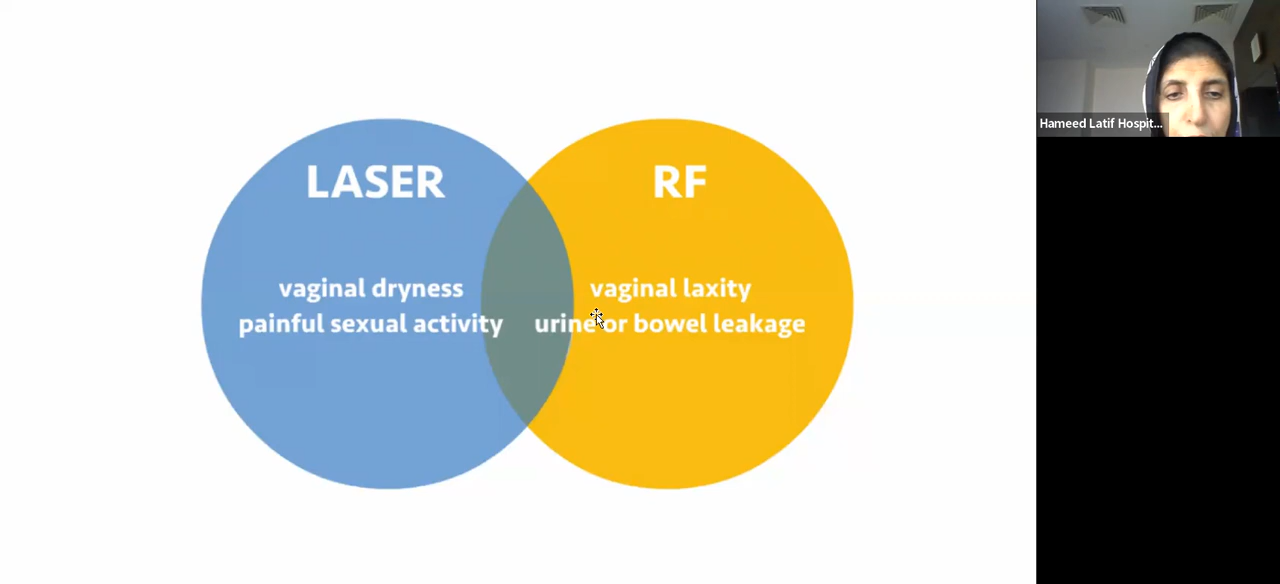 LASER
vaginal dryness
painful sexual activity
RF
vaginal laxity
urine or bowel leakage
Hameed Latif Hospit...